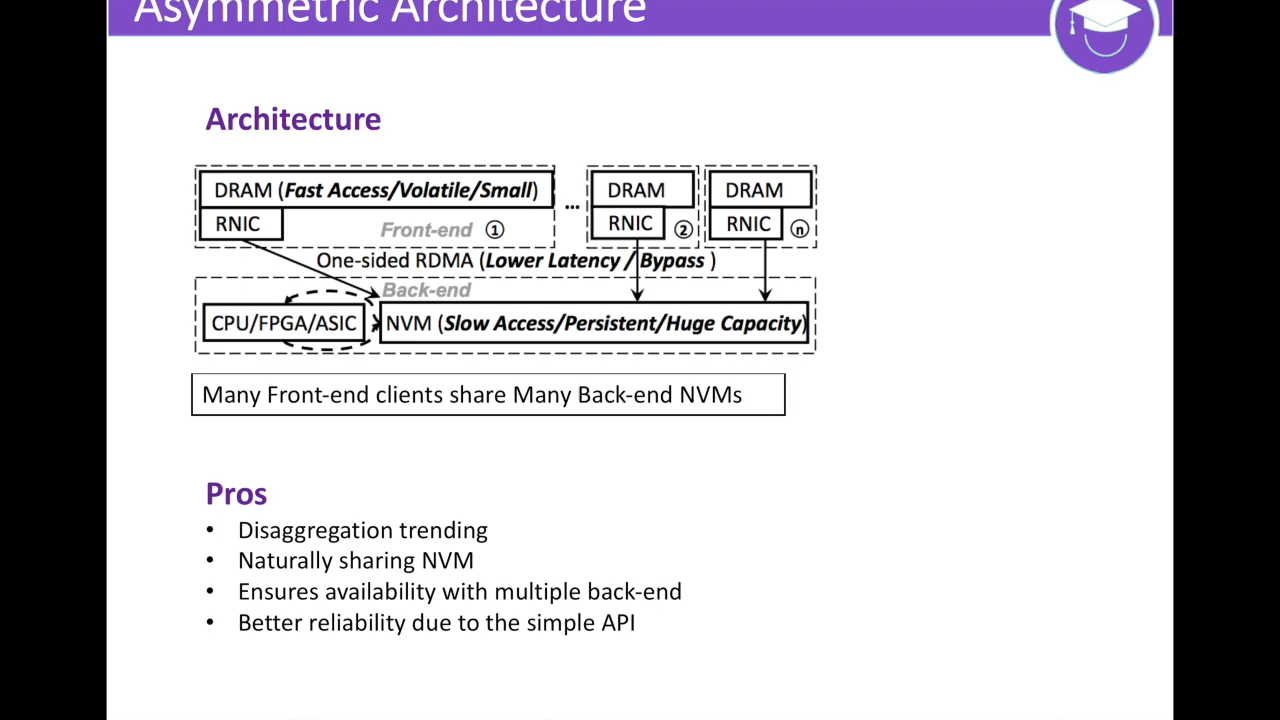 Asymmetric Architecture
Architecture
DRAM (Fast Access/Volatile/Small) ... DRAM DRAM
RNIC Front-end ① RNIC ② RNIC ⓝ
One-sided RDMA (Lower Latency / Bypass )
Back-end
CPU/FPGA/ASIC NVM (Slow Access/Persistent/Huge Capacity)
Many Front-end clients share Many Back-end NVMs
Pros
• Disaggregation trending
• Naturally sharing NVM
• Ensures availability with multiple back-end
• Better reliability due to the simple API